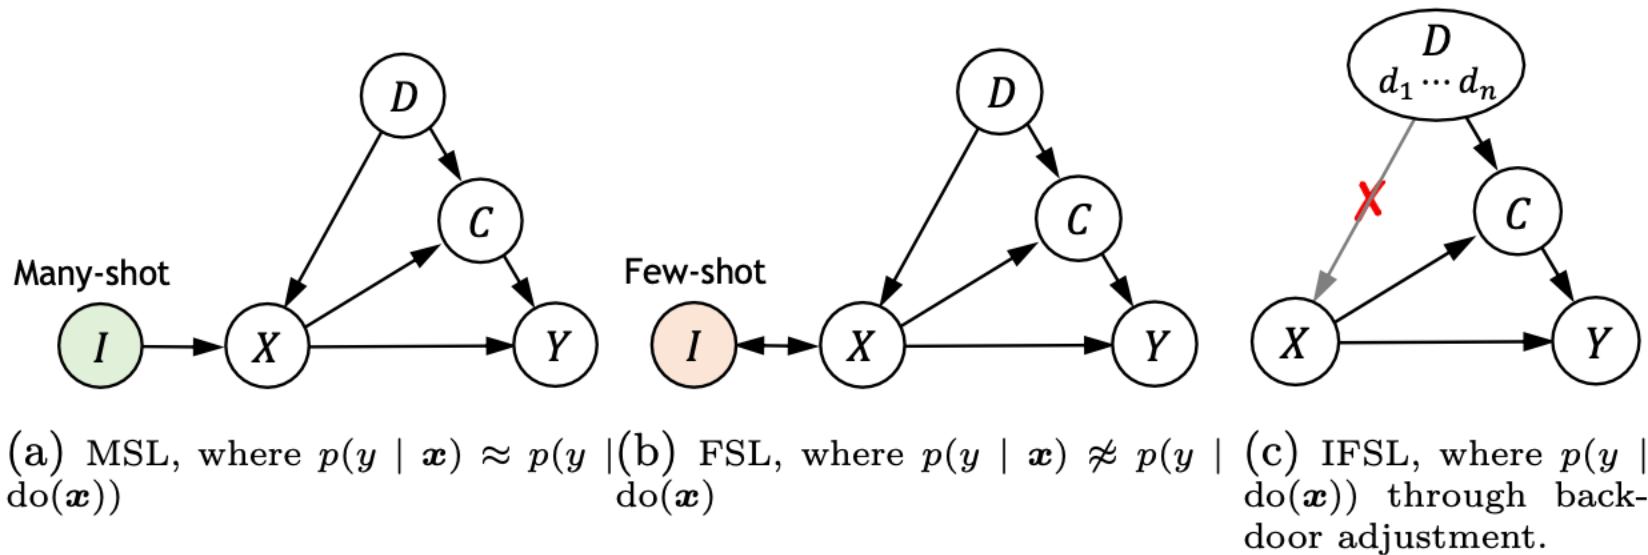 D
C
Many-shot
I
X
Y
(a) MSL, where p(y | x) ≈ p(y |
do(x))
D
C
Few-shot
I
X
Y
(b) FSL, where p(y | x) ≉ p(y |
do(x)
D
d₁ ⋯ dₙ
C
X
Y
(c) IFSL, where p(y |
do(x)) through back-
door adjustment.